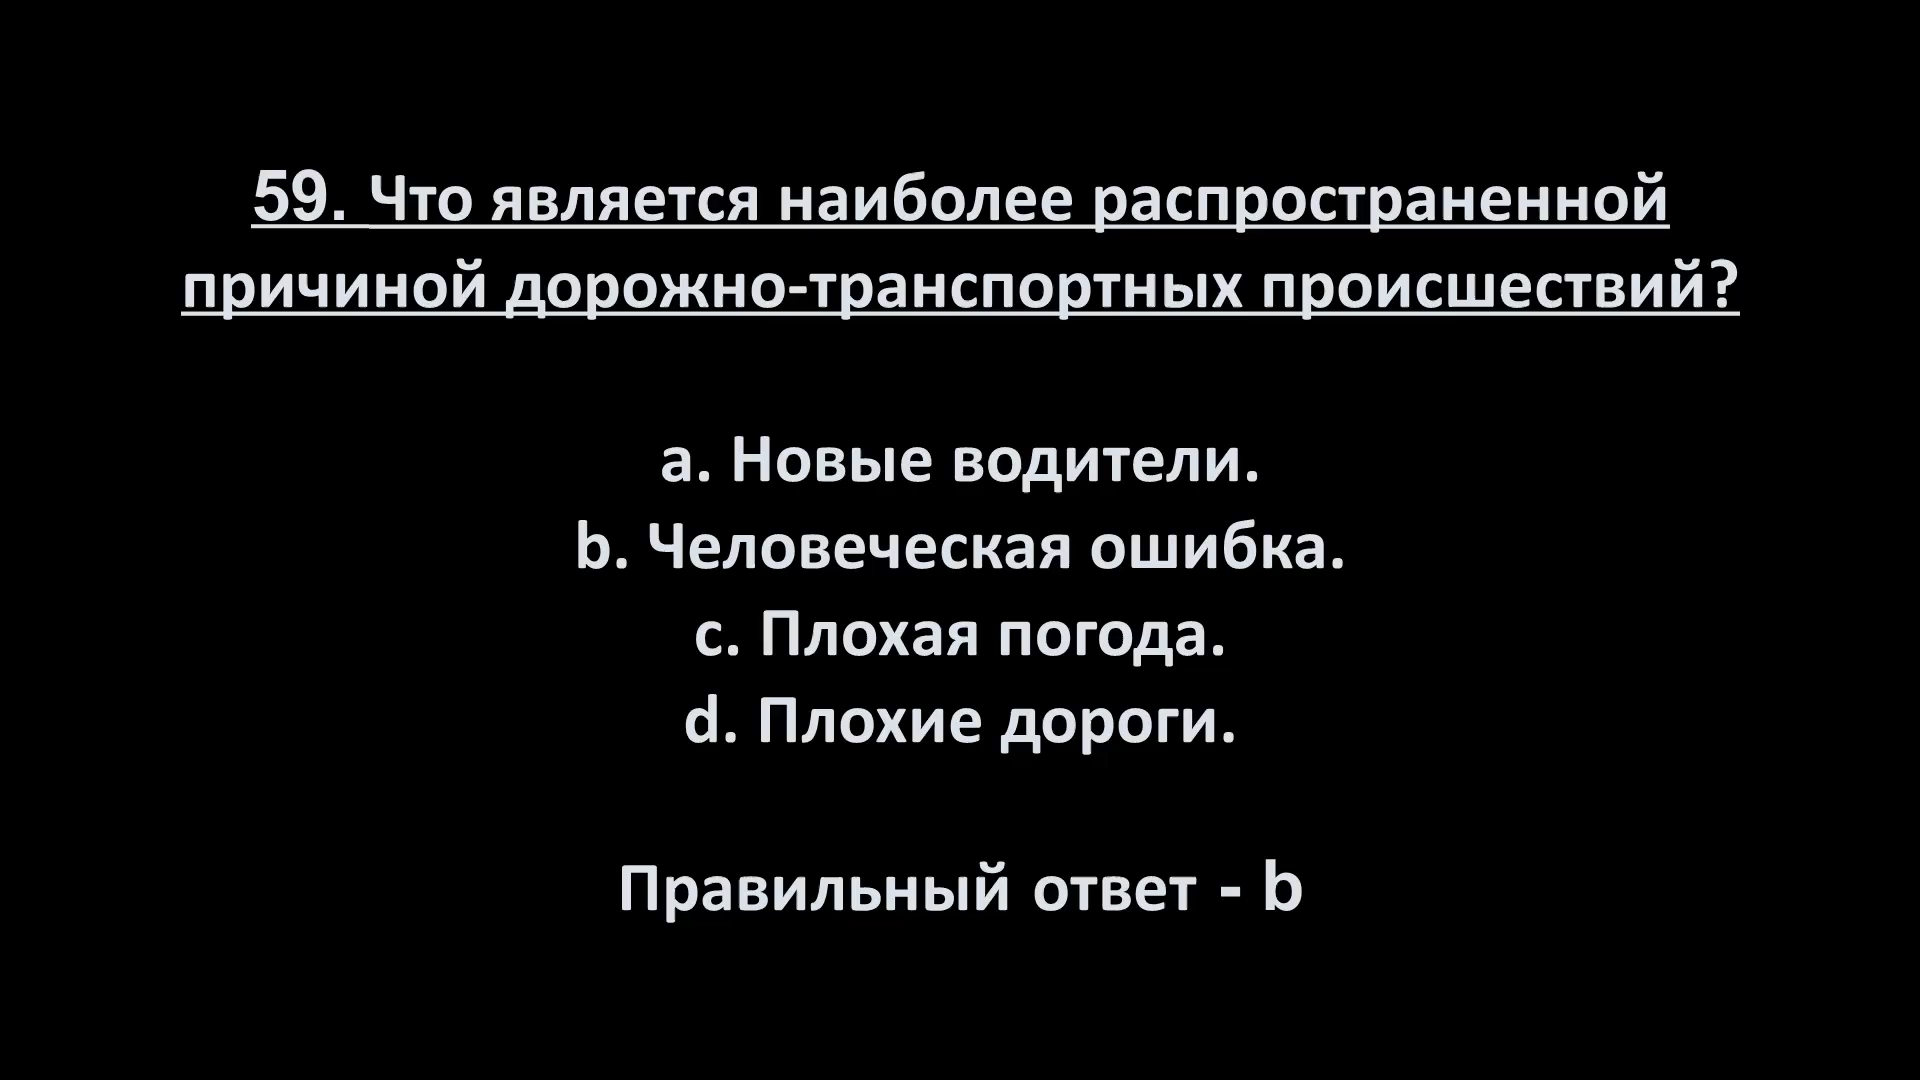 59. Что является наиболее распространенной
причиной дорожно-транспортных происшествий?
a. Новые водители.
b. Человеческая ошибка.
c. Плохая погода.
d. Плохие дороги.
Правильный ответ - b